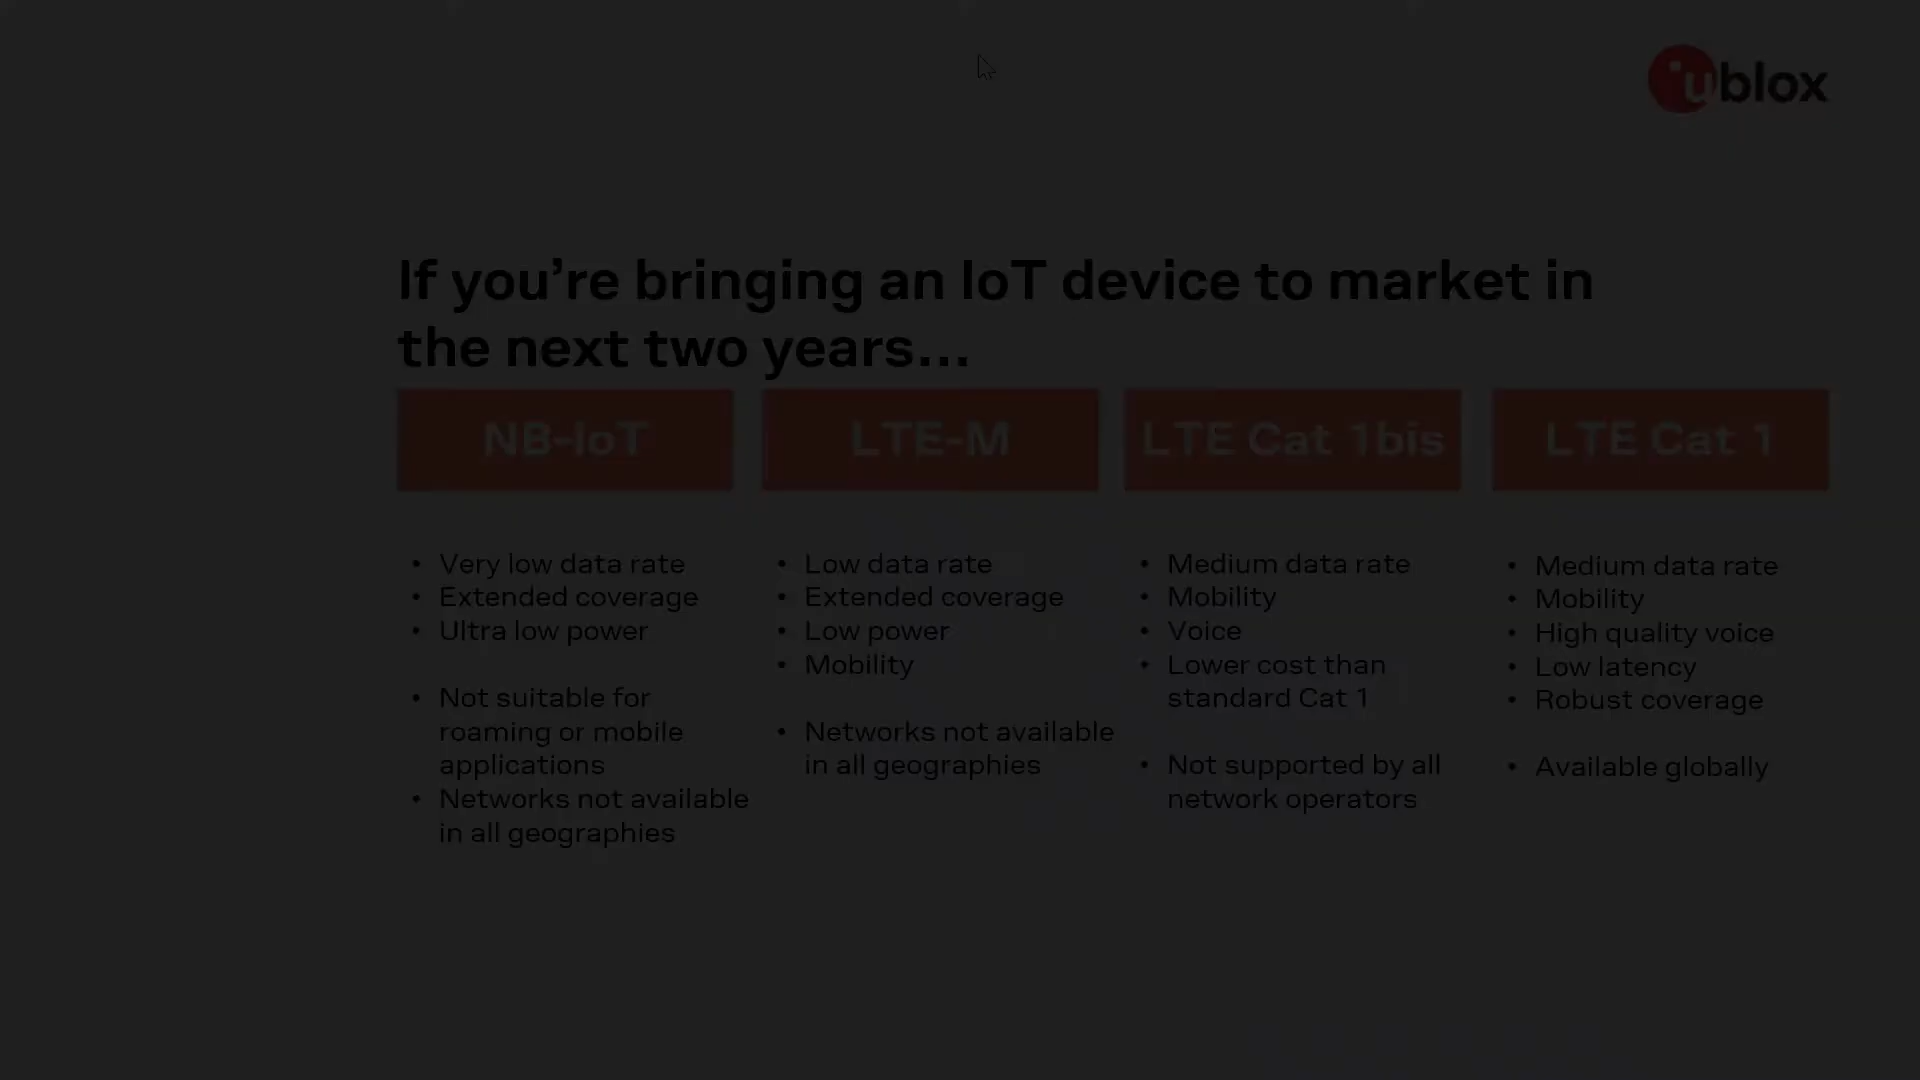 ublox
If you’re bringing an IoT device to market in
the next two years...
NB-IoT
• Very low data rate
• Extended coverage
• Ultra low power
• Not suitable for
roaming or mobile
applications
• Networks not available
in all geographies
LTE-M
• Low data rate
• Extended coverage
• Low power
• Mobility
• Networks not available
in all geographies
LTE Cat 1bis
• Medium data rate
• Mobility
• Voice
• Lower cost than
standard Cat 1
• Not supported by all
network operators
LTE Cat 1
• Medium data rate
• Mobility
• High quality voice
• Low latency
• Robust coverage
• Available globally